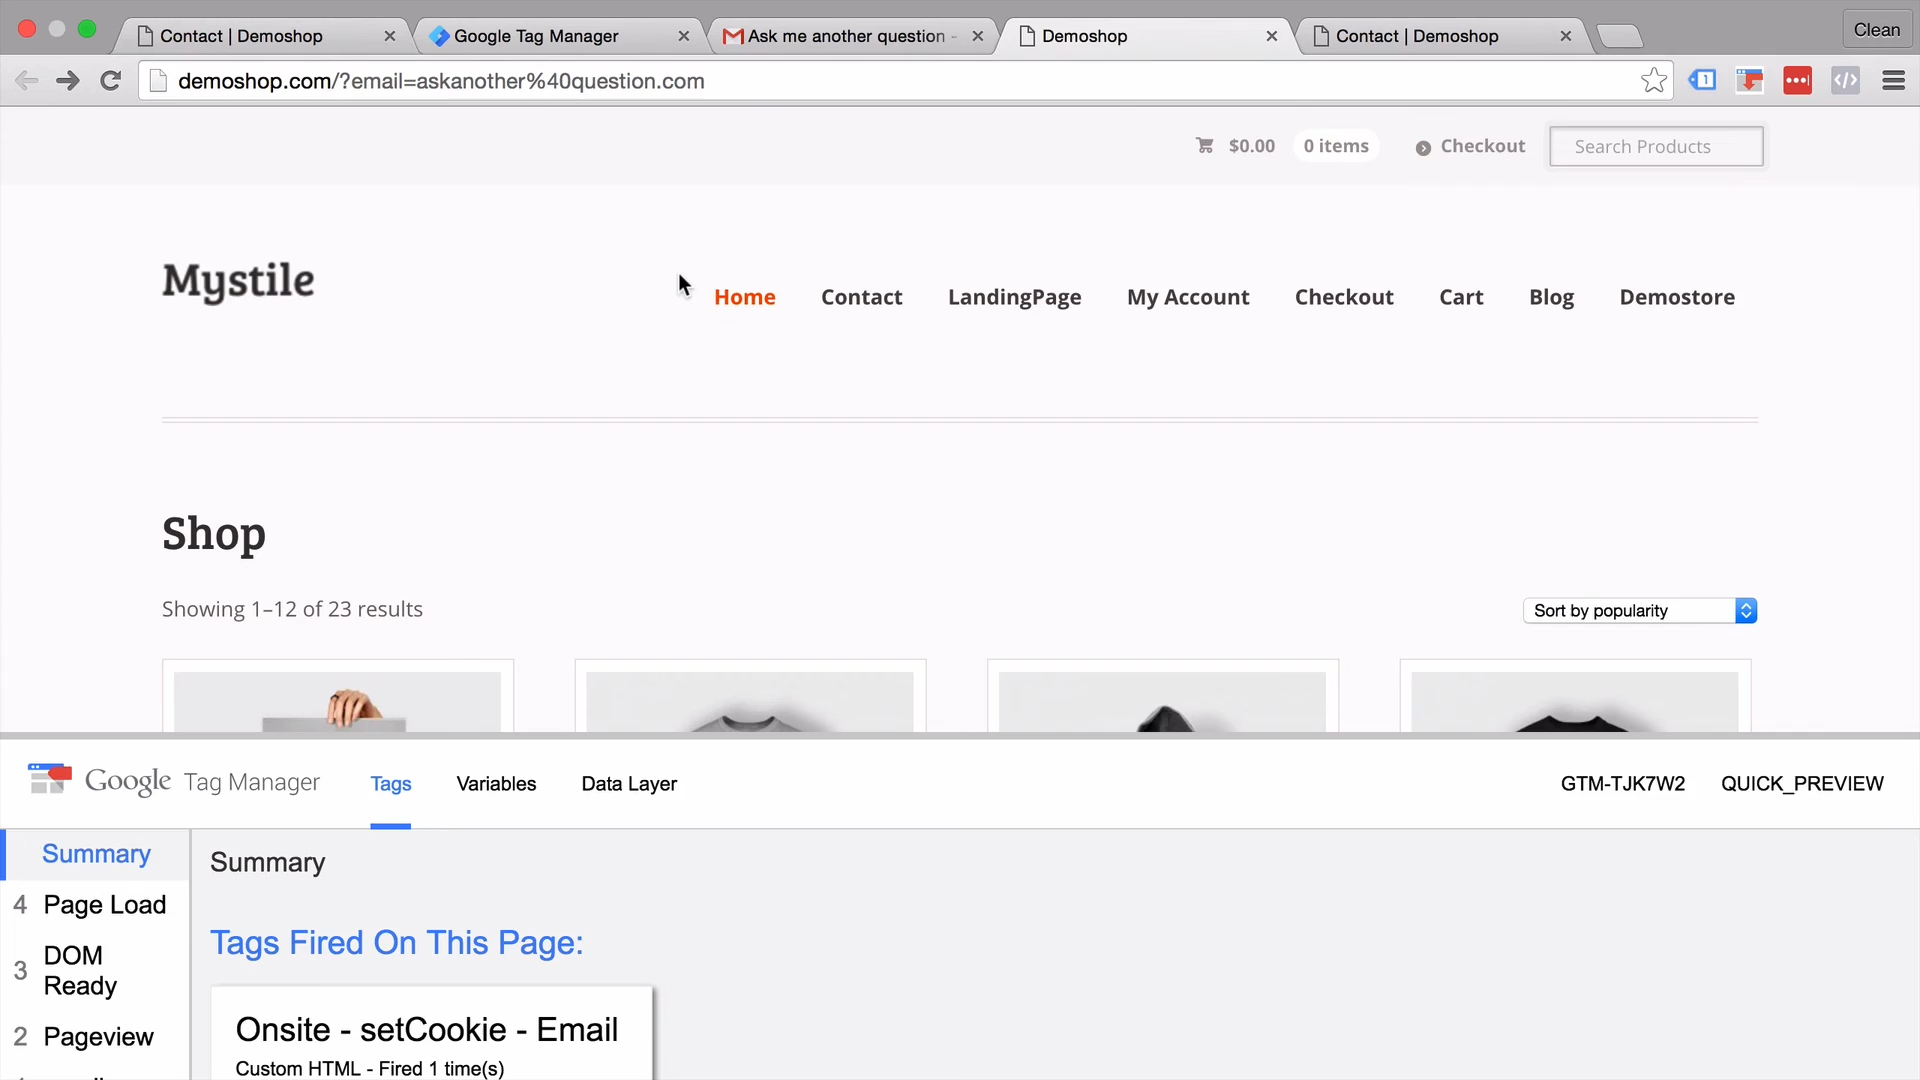 Contact | Demoshop
Google Tag Manager
Ask me another question -
Demoshop
Contact | Demoshop
Clean
demoshop.com/?email=askanother%40question.com
1
$0.00
0 items
Checkout
Search Products
Mystile
Home
Contact
LandingPage
My Account
Checkout
Cart
Blog
Demostore
Shop
Showing 1–12 of 23 results
Sort by popularity
Google Tag Manager
Tags
Variables
Data Layer
GTM-TJK7W2
QUICK_PREVIEW
Summary
4 Page Load
3 DOM Ready
2 Pageview
Summary
Tags Fired On This Page:
Onsite - setCookie - Email
Custom HTML - Fired 1 time(s)